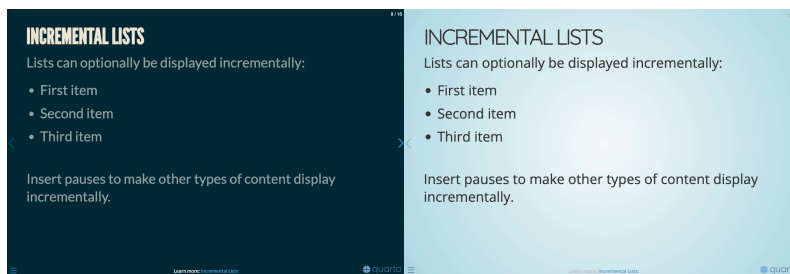 9 / 16
INCREMENTAL LISTS
Lists can optionally be displayed incrementally:
• First item
• Second item
• Third item
Insert pauses to make other types of content display
incrementally.
Learn more: Incremental Lists
quarto
INCREMENTAL LISTS
Lists can optionally be displayed incrementally:
• First item
• Second item
• Third item
Insert pauses to make other types of content display
incrementally.
Learn more: Incremental Lists
quar